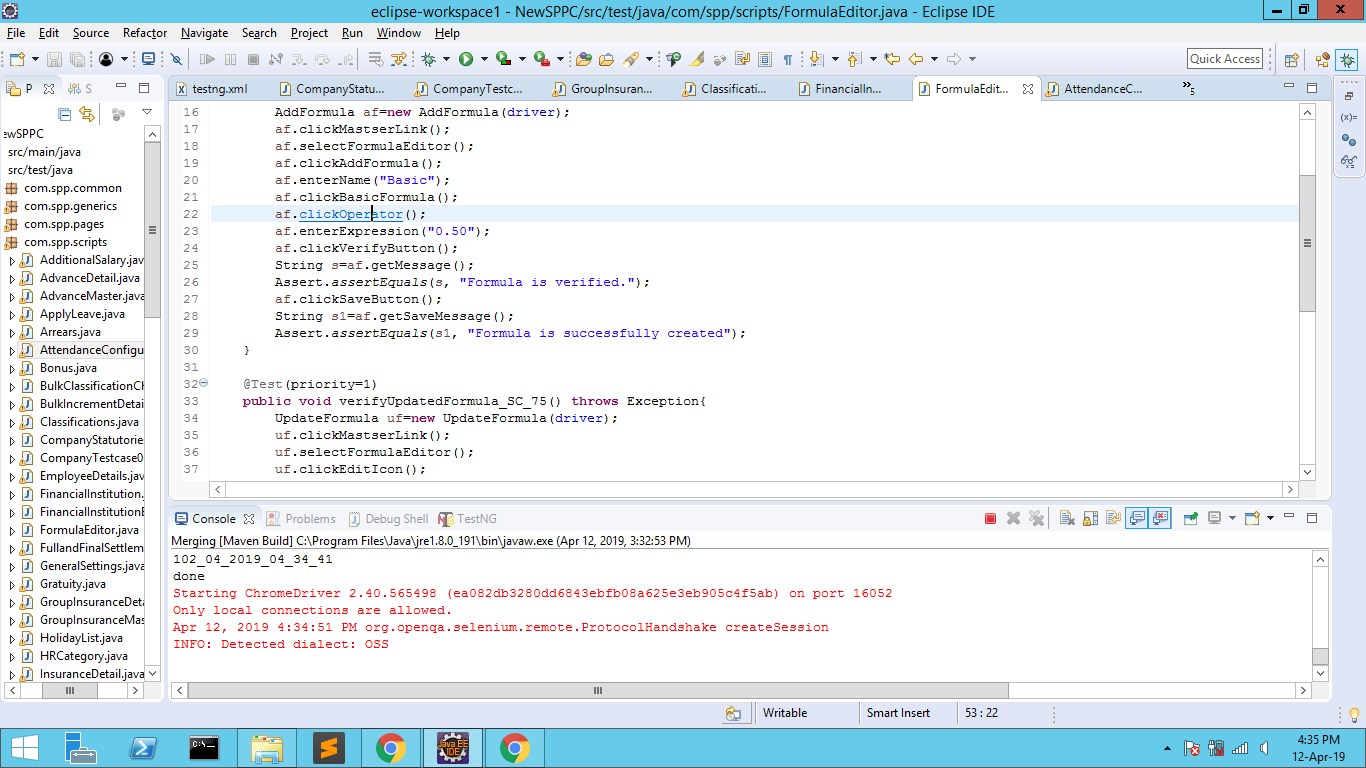 eclipse-workspace1 - NewSPPC/src/test/java/com/spp/scripts/FormulaEditor.java - Eclipse IDE
File Edit Source Refactor Navigate Search Project Run Window Help
Quick Access
P S
testng.xml CompanyStatu... CompanyTestc... GroupInsuran... Classificati... FinancialIn... FormulaEdit... AttendanceC... »5
ewSPPC
src/main/java
src/test/java
com.spp.common
com.spp.generics
com.spp.pages
com.spp.scripts
AdditionalSalary.java
AdvanceDetail.java
AdvanceMaster.java
ApplyLeave.java
Arrears.java
AttendanceConfigu
Bonus.java
BulkClassificationCh
BulkIncrementDetai
Classifications.java
CompanyStatutorie
CompanyTestcase0
EmployeeDetails.jav
FinancialInstitution.
FinancialInstitutionE
FormulaEditor.java
FullandFinalSettlem
GeneralSettings.java
Gratuity.java
GroupInsuranceDeta
GroupInsuranceMas
HolidayList.java
HRCategory.java
InsuranceDetail.java
16 AddFormula af=new AddFormula(driver);
17 af.clickMastserLink();
18 af.selectFormulaEditor();
19 af.clickAddFormula();
20 af.enterName("Basic");
21 af.clickBasicFormula();
22 af.clickOperator();
23 af.enterExpression("0.50");
24 af.clickVerifyButton();
25 String s=af.getMessage();
26 Assert.assertEquals(s, "Formula is verified.");
27 af.clickSaveButton();
28 String s1=af.getSaveMessage();
29 Assert.assertEquals(s1, "Formula is successfully created");
30 }
31
32 @Test(priority=1)
33 public void verifyUpdatedFormula_SC_75() throws Exception{
34 UpdateFormula uf=new UpdateFormula(driver);
35 uf.clickMastserLink();
36 uf.selectFormulaEditor();
37 uf.clickEditIcon();
(x)=
Console Problems Debug Shell TestNG
Merging [Maven Build] C:\Program Files\Java\jre1.8.0_191\bin\javaw.exe (Apr 12, 2019, 3:32:53 PM)
102_04_2019_04_34_41
done
Starting ChromeDriver 2.40.565498 (ea082db3280dd6843ebfb08a625e3eb905c4f5ab) on port 16052
Only local connections are allowed.
Apr 12, 2019 4:34:51 PM org.openqa.selenium.remote.ProtocolHandshake createSession
INFO: Detected dialect: OSS
Writable Smart Insert 53 : 22
C:\_
Java EE
IDE
4:35 PM
12-Apr-19